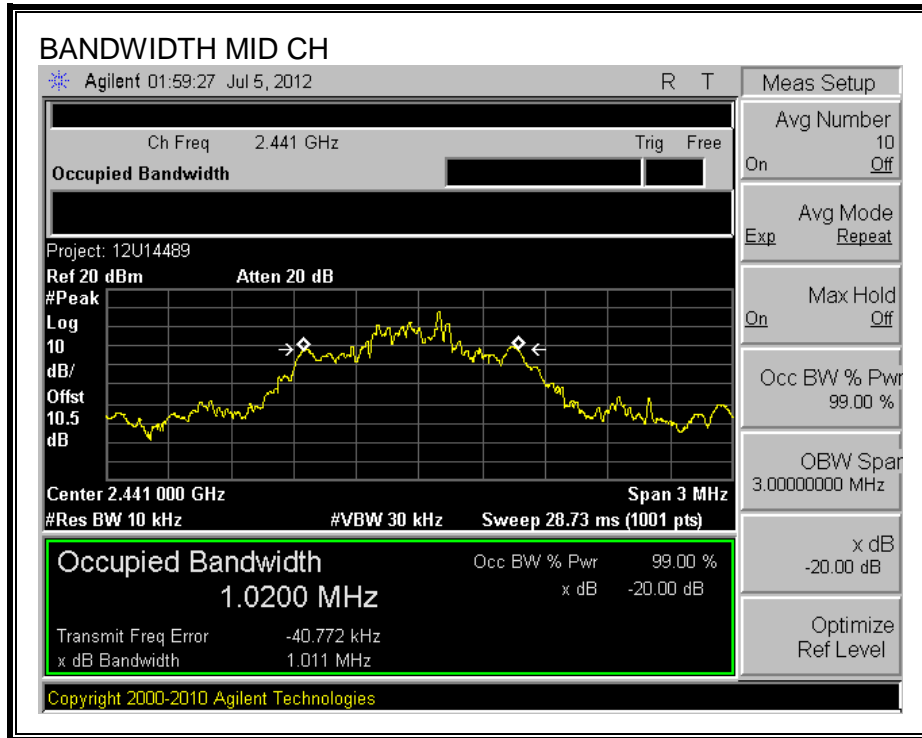 BANDWIDTH MID CH
Agilent 01:59:27 Jul 5, 2012 R T
Ch Freq 2.441 GHz Trig Free
Occupied Bandwidth
Project: 12U14489
Ref 20 dBm Atten 20 dB
#Peak
Log
10
dB/
Offst
10.5
dB
Center 2.441 000 GHz Span 3 MHz
#Res BW 10 kHz #VBW 30 kHz Sweep 28.73 ms (1001 pts)
Occupied Bandwidth Occ BW % Pwr 99.00 %
1.0200 MHz x dB -20.00 dB
Transmit Freq Error -40.772 kHz
x dB Bandwidth 1.011 MHz
Copyright 2000-2010 Agilent Technologies
Meas Setup
Avg Number
10
On Off
Avg Mode
Exp Repeat
Max Hold
On Off
Occ BW % Pwr
99.00 %
OBW Span
3.00000000 MHz
x dB
-20.00 dB
Optimize
Ref Level